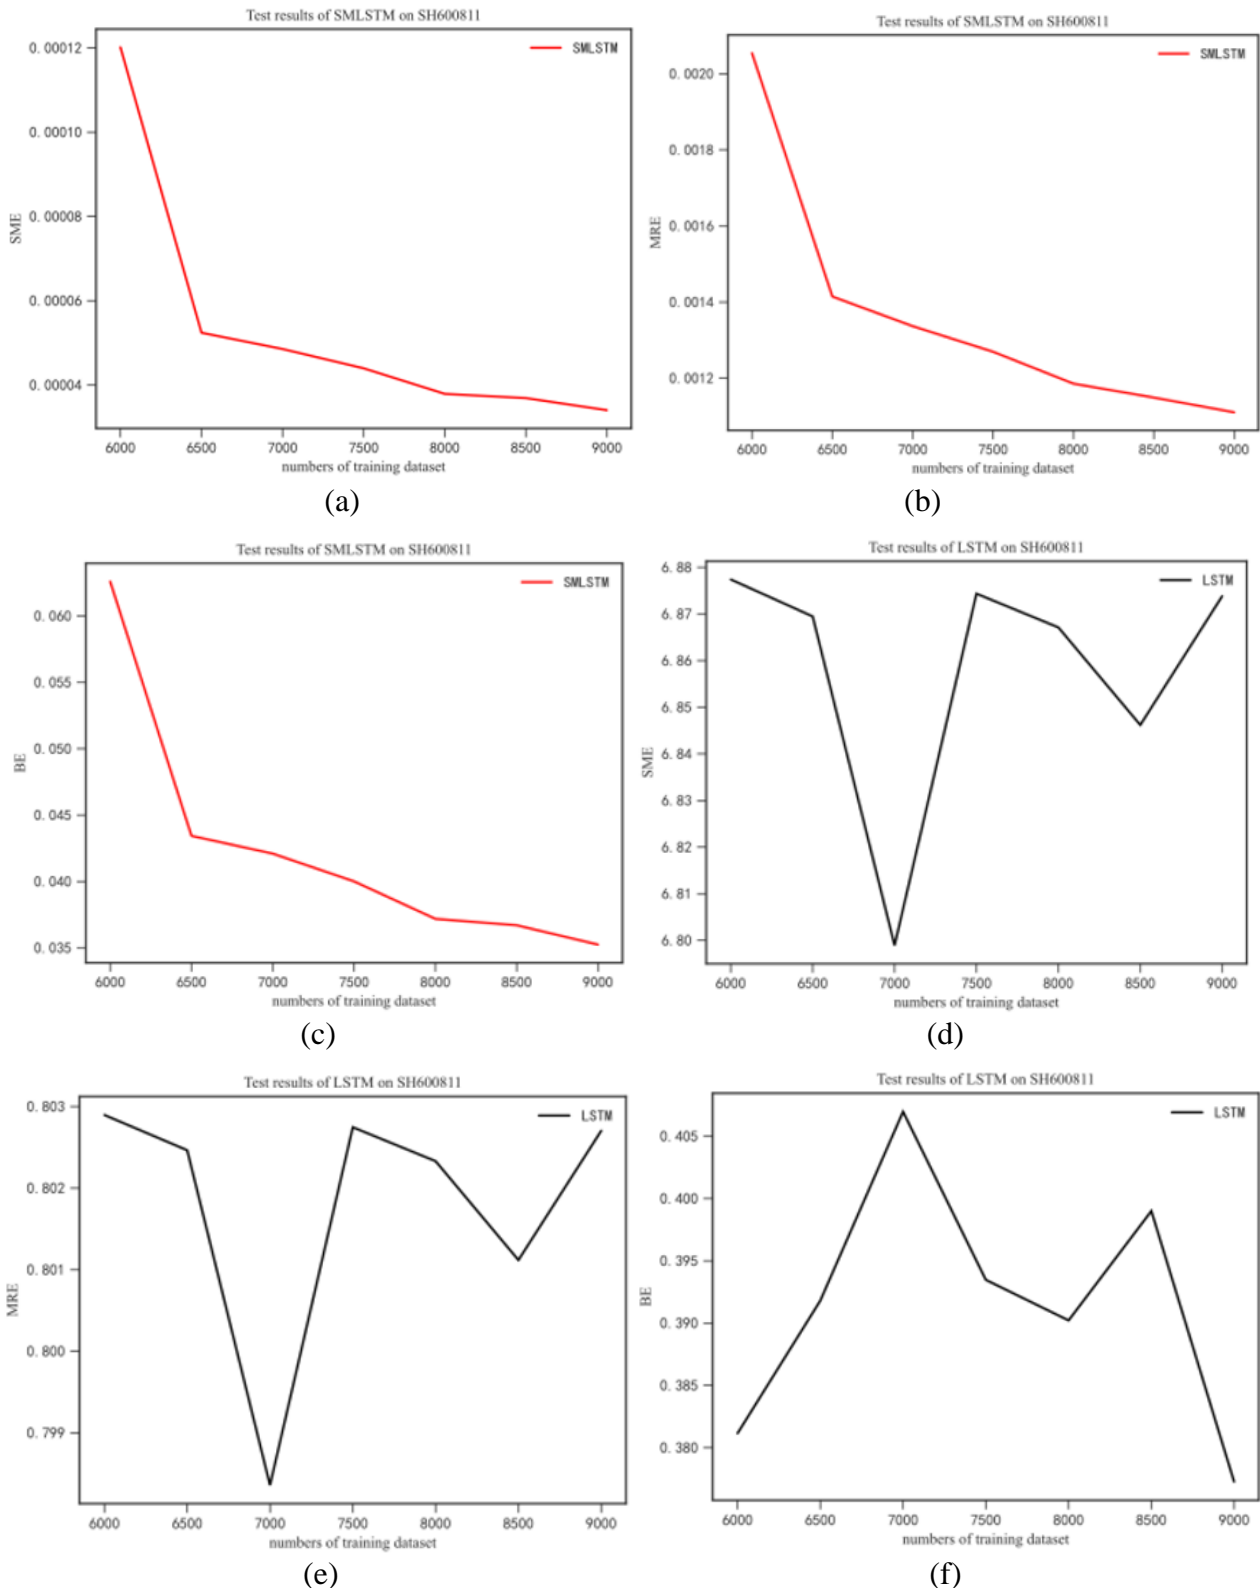 Test results of SMLSTM on SH600811
SMLSTM
0.00012
0.00010
0.00008
0.00006
0.00004
SME
6000 6500 7000 7500 8000 8500 9000
numbers of training dataset
(a)
Test results of SMLSTM on SH600811
SMLSTM
0.0020
0.0018
0.0016
0.0014
0.0012
MRE
6000 6500 7000 7500 8000 8500 9000
numbers of training dataset
(b)
Test results of SMLSTM on SH600811
SMLSTM
0.060
0.055
0.050
0.045
0.040
0.035
BE
6000 6500 7000 7500 8000 8500 9000
numbers of training dataset
(c)
Test results of LSTM on SH600811
LSTM
6.88
6.87
6.86
6.85
6.84
6.83
6.82
6.81
6.80
SME
6000 6500 7000 7500 8000 8500 9000
numbers of training dataset
(d)
Test results of LSTM on SH600811
LSTM
0.803
0.802
0.801
0.800
0.799
MRE
6000 6500 7000 7500 8000 8500 9000
numbers of training dataset
(e)
Test results of LSTM on SH600811
LSTM
0.405
0.400
0.395
0.390
0.385
0.380
BE
6000 6500 7000 7500 8000 8500 9000
numbers of training dataset
(f)